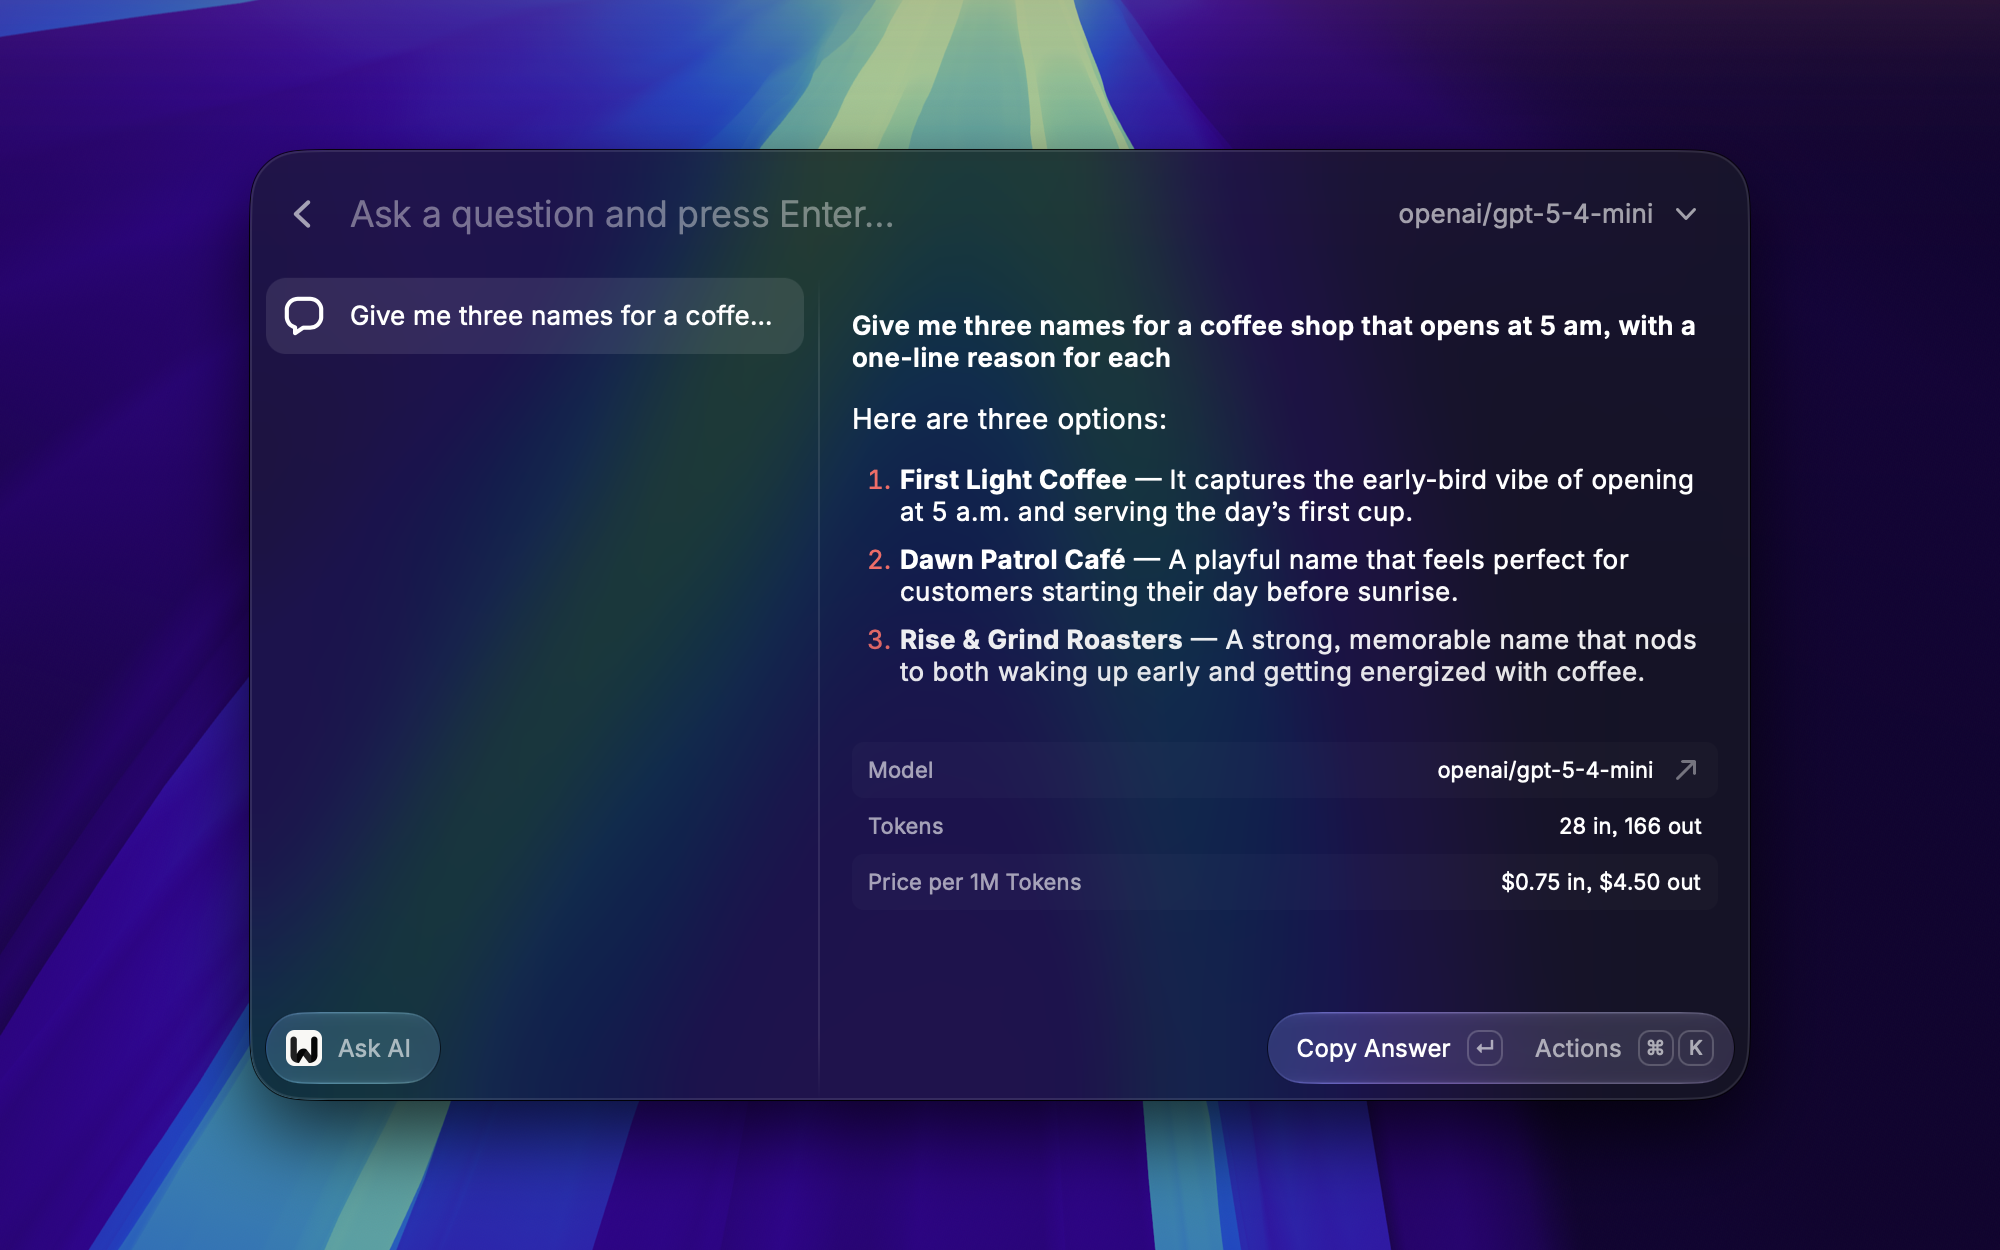 Ask a question and press Enter...
openai/gpt-5-4-mini
Give me three names for a coffe...
Give me three names for a coffee shop that opens at 5 am, with a
one-line reason for each
Here are three options:
1. First Light Coffee — It captures the early-bird vibe of opening
at 5 a.m. and serving the day’s first cup.
2. Dawn Patrol Café — A playful name that feels perfect for
customers starting their day before sunrise.
3. Rise & Grind Roasters — A strong, memorable name that nods
to both waking up early and getting energized with coffee.
Model openai/gpt-5-4-mini
Tokens 28 in, 166 out
Price per 1M Tokens $0.75 in, $4.50 out
Ask AI
Copy Answer ↵ Actions ⌘ K